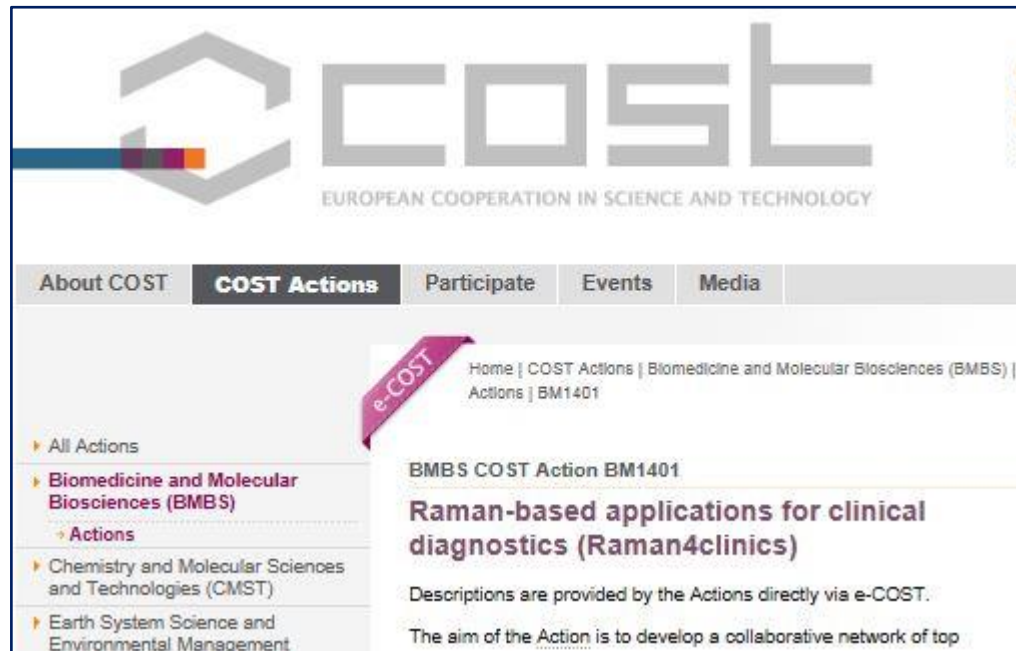 cost
EUROPEAN COOPERATION IN SCIENCE AND TECHNOLOGY
About COST
COST Actions
Participate
Events
Media
e-COST
Home | COST Actions | Biomedicine and Molecular Biosciences (BMBS) |
Actions | BM1401
All Actions
Biomedicine and Molecular
Biosciences (BMBS)
Actions
Chemistry and Molecular Sciences
and Technologies (CMST)
Earth System Science and
Environmental Management
BMBS COST Action BM1401
Raman-based applications for clinical
diagnostics (Raman4clinics)
Descriptions are provided by the Actions directly via e-COST.
The aim of the Action is to develop a collaborative network of top